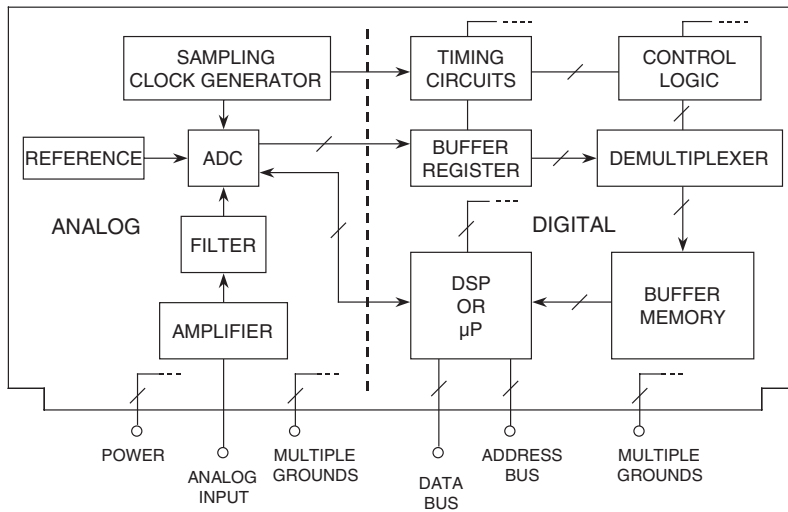 SAMPLING
CLOCK GENERATOR
TIMING
CIRCUITS
CONTROL
LOGIC
REFERENCE
ADC
BUFFER
REGISTER
DEMULTIPLEXER
ANALOG
FILTER
DIGITAL
AMPLIFIER
DSP
OR
µP
BUFFER
MEMORY
POWER
ANALOG
INPUT
MULTIPLE
GROUNDS
DATA
BUS
ADDRESS
BUS
MULTIPLE
GROUNDS